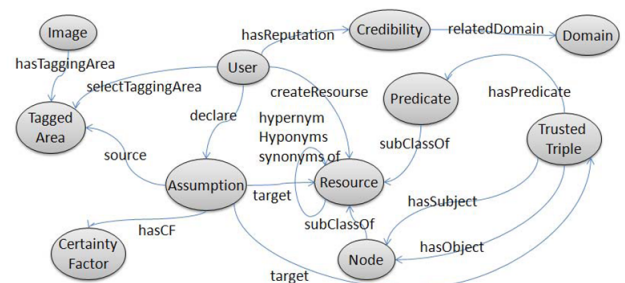 Image
hasReputation
Credibility
relatedDomain
Domain
hasTaggingArea
User
selectTaggingArea
createResourse
Predicate
hasPredicate
Tagged
Area
declare
hypernym
Hyponyms
synonyms of
subClassOf
Trusted
Triple
source
Assumption
target
Resource
hasSubject
hasCF
subClassOf
hasObject
Certainty
Factor
Node
target